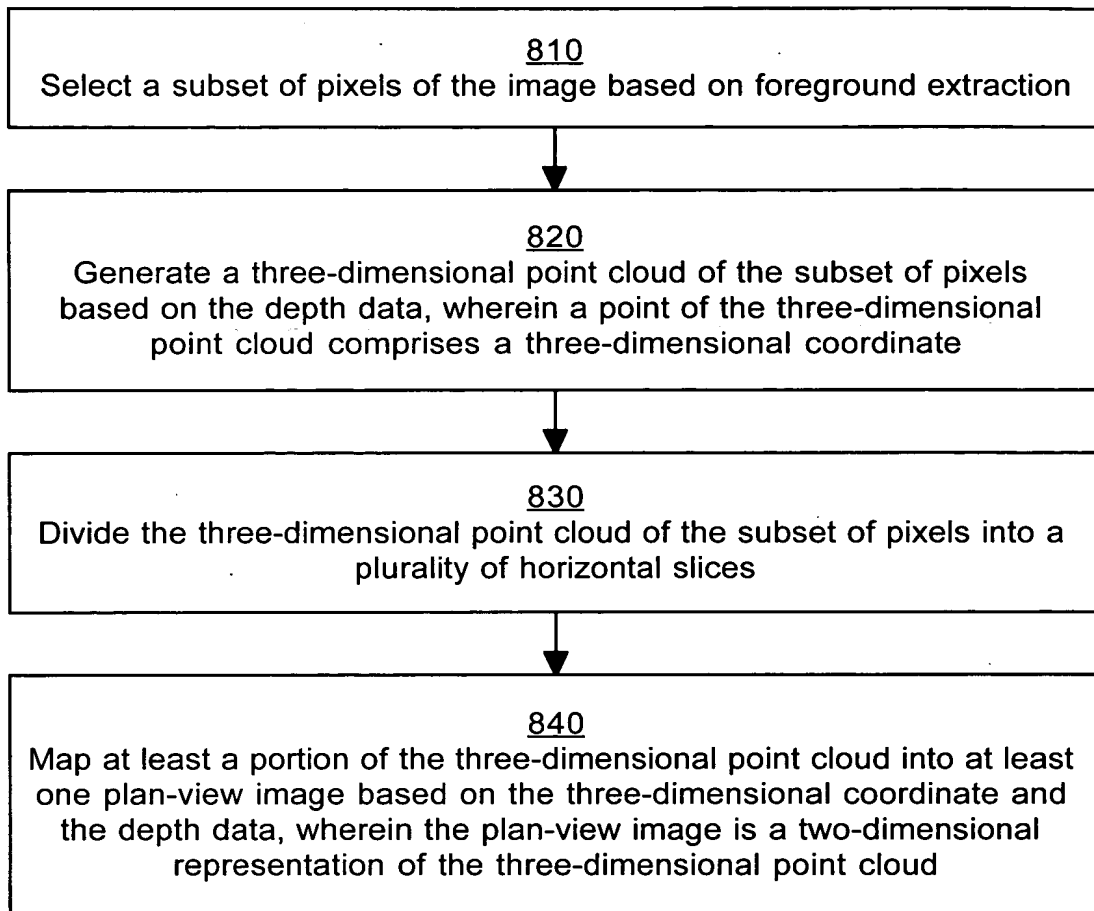 810
Select a subset of pixels of the image based on foreground extraction
820
Generate a three-dimensional point cloud of the subset of pixels
based on the depth data, wherein a point of the three-dimensional
point cloud comprises a three-dimensional coordinate
830
Divide the three-dimensional point cloud of the subset of pixels into a
plurality of horizontal slices
840
Map at least a portion of the three-dimensional point cloud into at least
one plan-view image based on the three-dimensional coordinate and
the depth data, wherein the plan-view image is a two-dimensional
representation of the three-dimensional point cloud